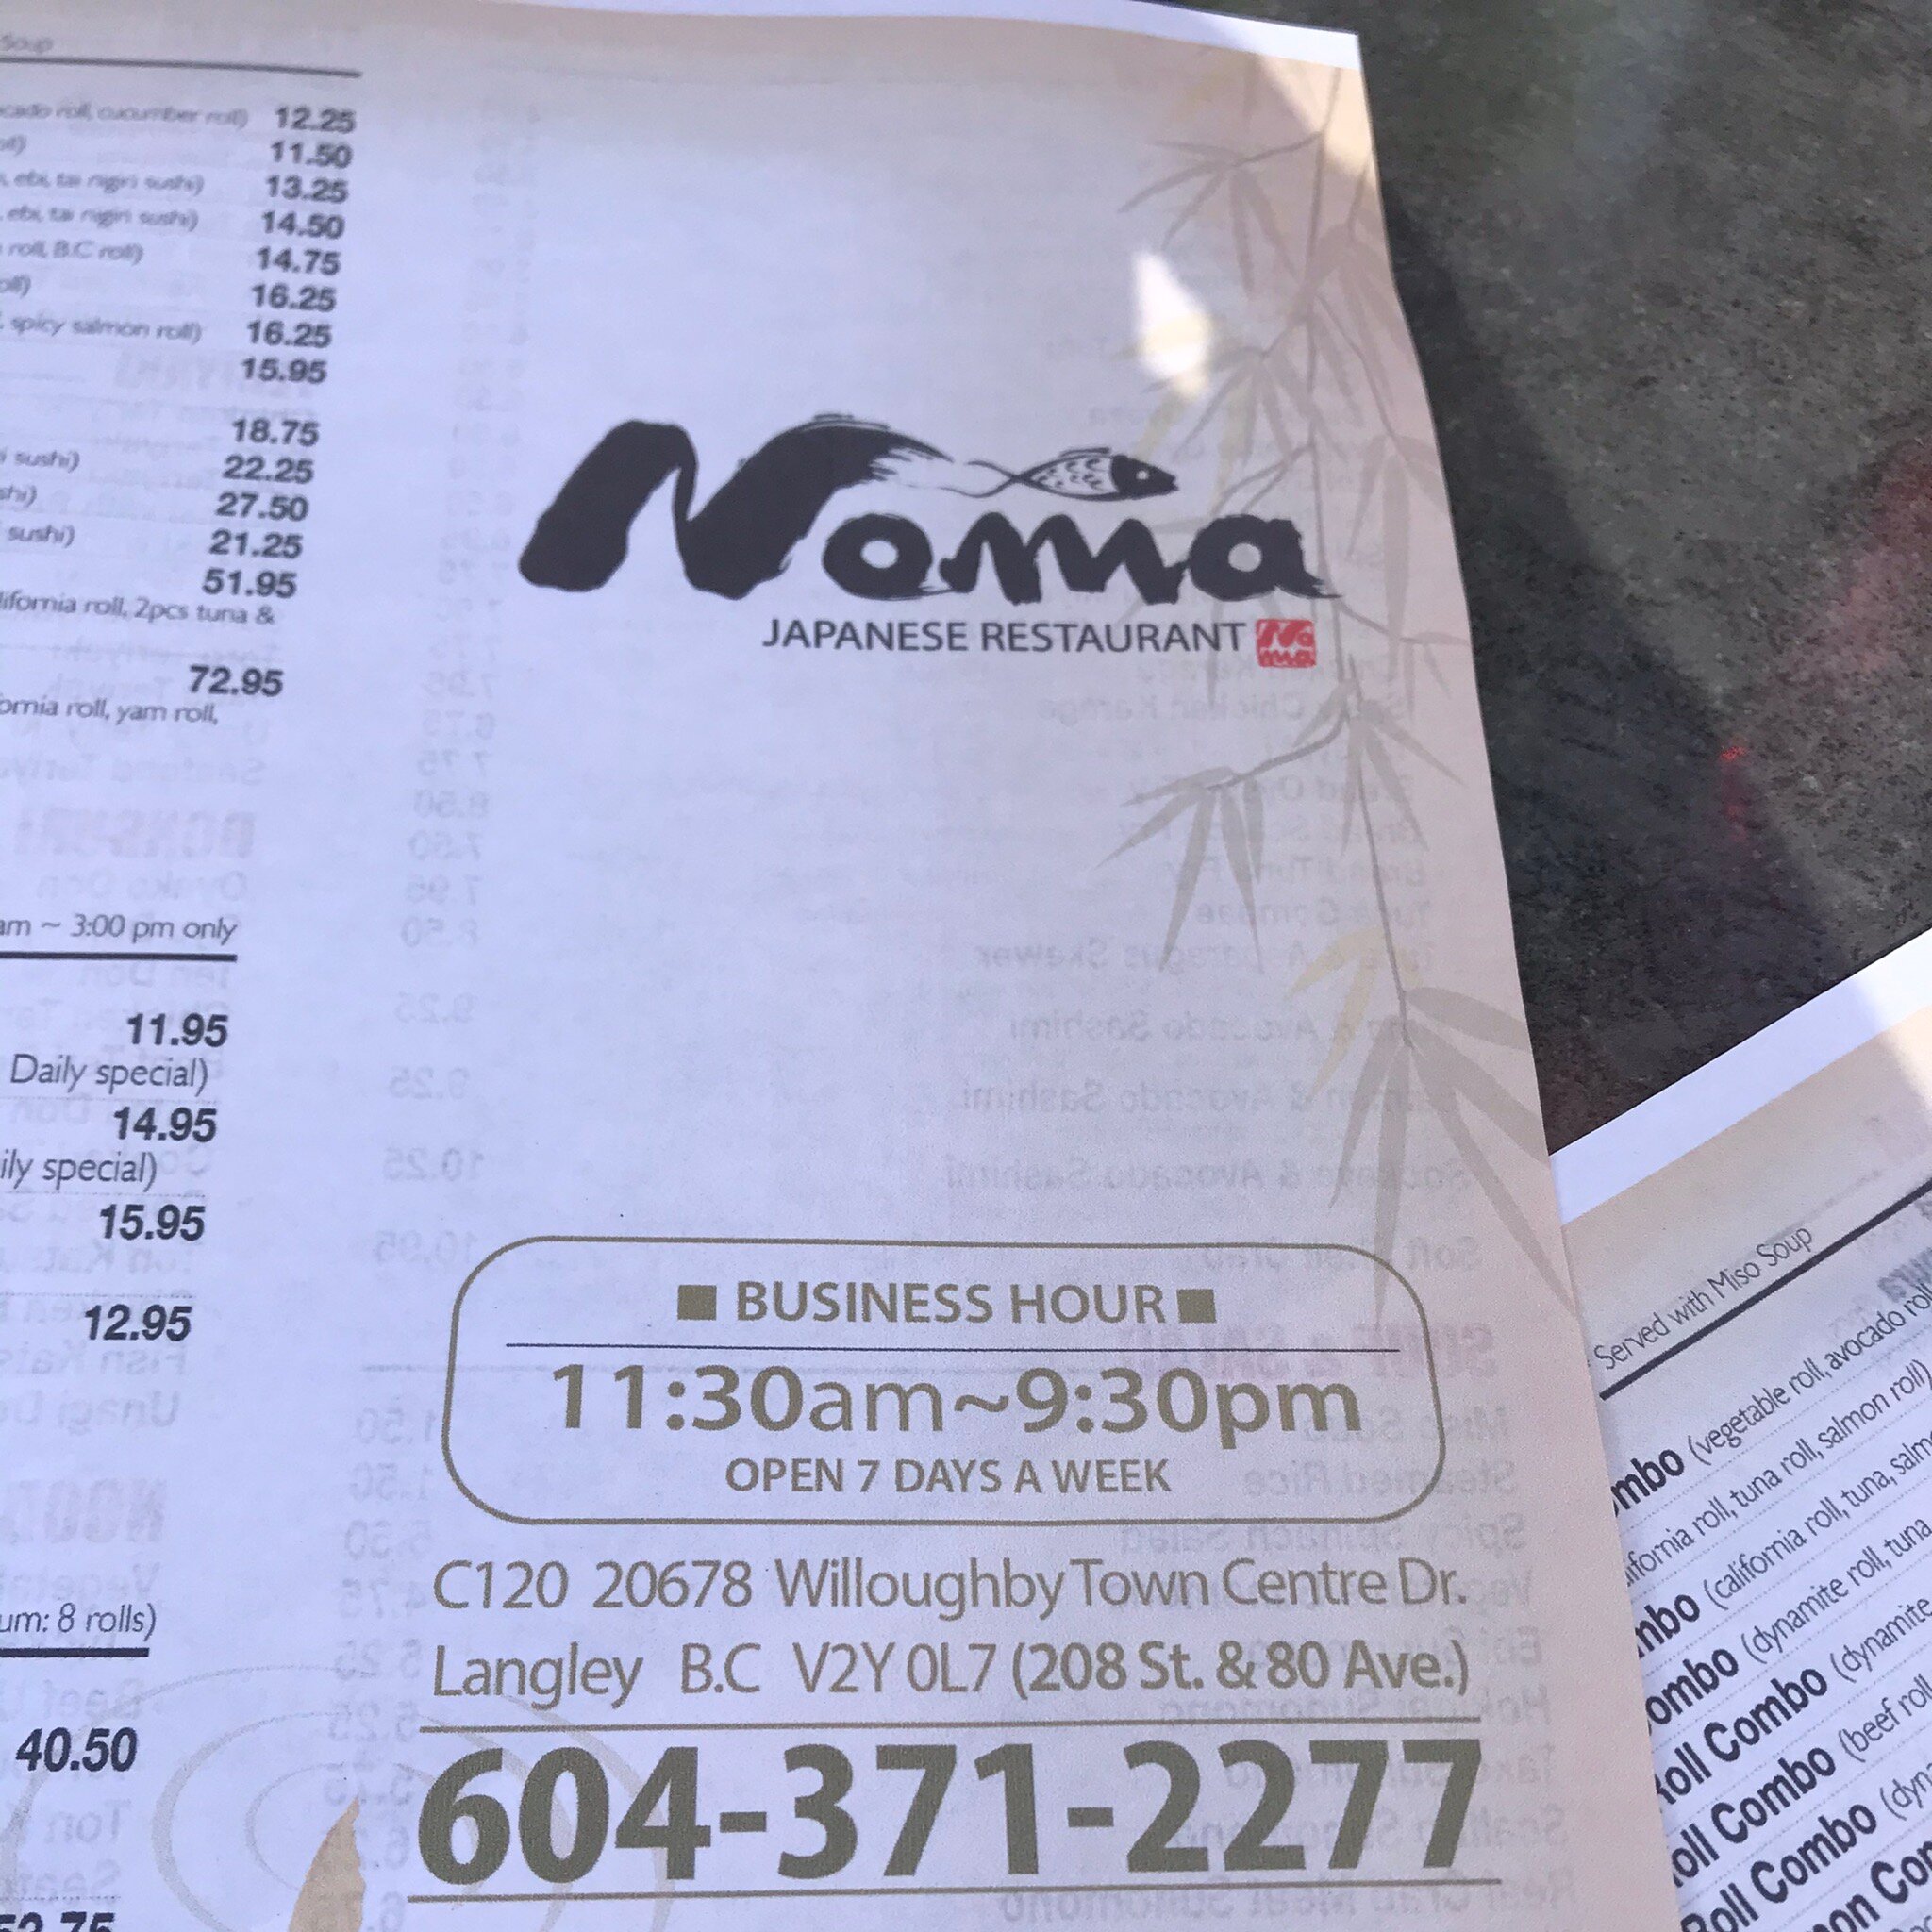 Soup
cado roll, cucumber roll) 12.25
11.50
, ebi, tai nigiri sushi) 13.25
, ebi, tai nigiri sushi) 14.50
roll, B.C roll) 14.75
16.25
, spicy salmon roll) 16.25
15.95
18.75
sushi) 22.25
27.50
sushi) 21.25
51.95
lifornia roll, 2pcs tuna &
72.95
ornia roll, yam roll,
am ~ 3:00 pm only
11.95
Daily special)
14.95
ily special)
15.95
12.95
um: 8 rolls)
40.50
Noma
JAPANESE RESTAURANT Noma
■ BUSINESS HOUR ■
11:30am~9:30pm
OPEN 7 DAYS A WEEK
C120 20678 Willoughby Town Centre Dr.
Langley B.C V2Y 0L7 (208 St. & 80 Ave.)
604-371-2277
Served with Miso Soup
ombo (vegetable roll, avocado roll
lifornia roll, tuna roll, salmon roll)
mbo (california roll, tuna, salm
ombo (dynamite roll, tuna
Roll Combo (dynamite
oll Combo (beef roll
Roll Combo (dyna